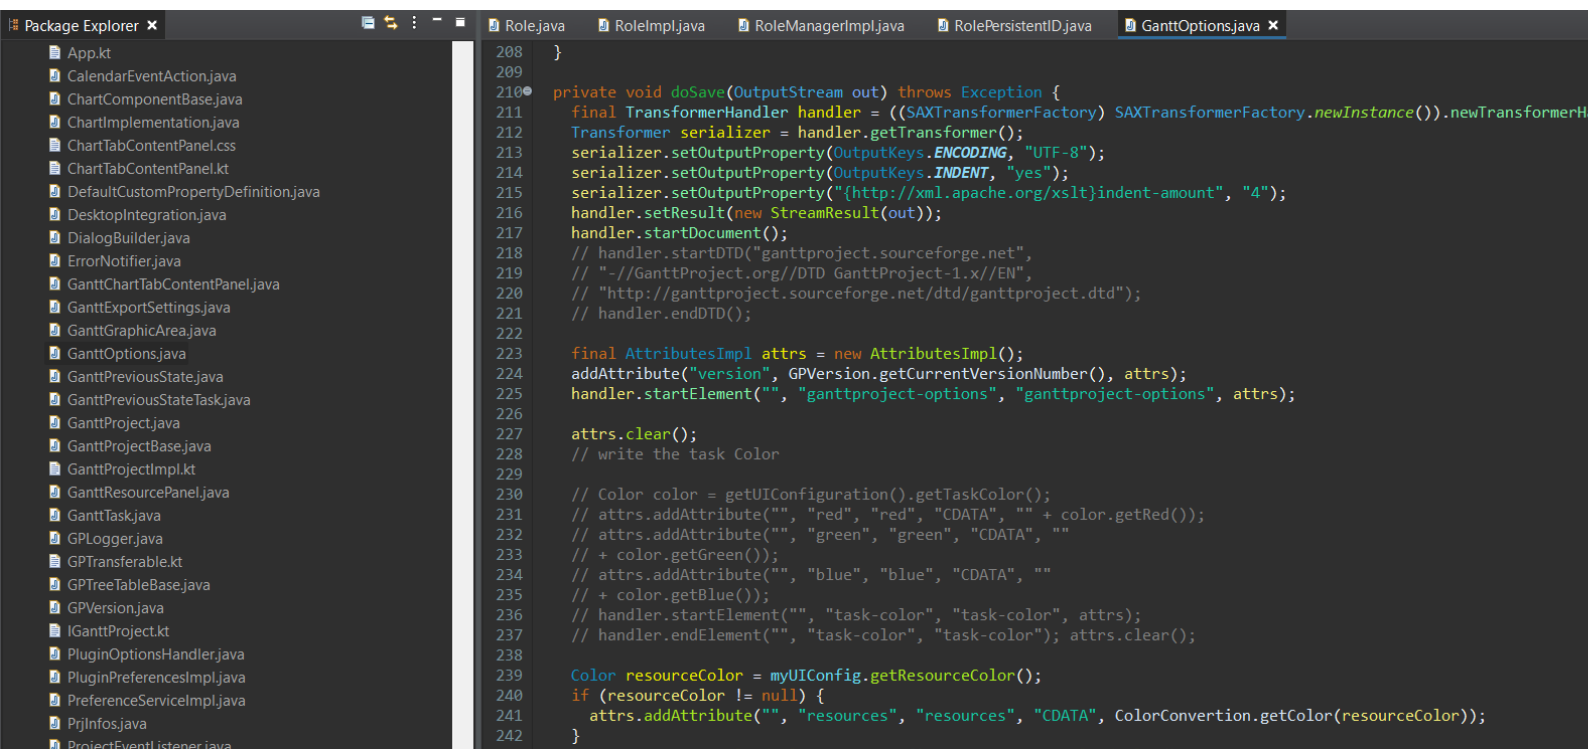 Package Explorer ×
App.kt
CalendarEventAction.java
ChartComponentBase.java
ChartImplementation.java
ChartTabContentPanel.css
ChartTabContentPanel.kt
DefaultCustomPropertyDefinition.java
DesktopIntegration.java
DialogBuilder.java
ErrorNotifier.java
GanttChartTabContentPanel.java
GanttExportSettings.java
GanttGraphicArea.java
GanttOptions.java
GanttPreviousState.java
GanttPreviousStateTask.java
GanttProject.java
GanttProjectBase.java
GanttProjectImpl.kt
GanttResourcePanel.java
GanttTask.java
GPLogger.java
GPTransferable.kt
GPTreeTableBase.java
GPVersion.java
IGanttProject.kt
PluginOptionsHandler.java
PluginPreferencesImpl.java
PreferenceServiceImpl.java
PrjInfos.java
ProjectEventListener.java
Role.java RoleImpl.java RoleManagerImpl.java RolePersistentID.java GanttOptions.java ×
208 }
209
210 private void doSave(OutputStream out) throws Exception {
211 final TransformerHandler handler = ((SAXTransformerFactory) SAXTransformerFactory.newInstance()).newTransformerH
212 Transformer serializer = handler.getTransformer();
213 serializer.setOutputProperty(OutputKeys.ENCODING, "UTF-8");
214 serializer.setOutputProperty(OutputKeys.INDENT, "yes");
215 serializer.setOutputProperty("{http://xml.apache.org/xslt}indent-amount", "4");
216 handler.setResult(new StreamResult(out));
217 handler.startDocument();
218 // handler.startDTD("ganttproject.sourceforge.net",
219 // "-//GanttProject.org//DTD GanttProject-1.x//EN",
220 // "http://ganttproject.sourceforge.net/dtd/ganttproject.dtd");
221 // handler.endDTD();
222
223 final AttributesImpl attrs = new AttributesImpl();
224 addAttribute("version", GPVersion.getCurrentVersionNumber(), attrs);
225 handler.startElement("", "ganttproject-options", "ganttproject-options", attrs);
226
227 attrs.clear();
228 // write the task Color
229
230 // Color color = getUIConfiguration().getTaskColor();
231 // attrs.addAttribute("", "red", "red", "CDATA", "" + color.getRed());
232 // attrs.addAttribute("", "green", "green", "CDATA", ""
233 // + color.getGreen());
234 // attrs.addAttribute("", "blue", "blue", "CDATA", ""
235 // + color.getBlue());
236 // handler.startElement("", "task-color", "task-color", attrs);
237 // handler.endElement("", "task-color", "task-color"); attrs.clear();
238
239 Color resourceColor = myUIConfig.getResourceColor();
240 if (resourceColor != null) {
241 attrs.addAttribute("", "resources", "resources", "CDATA", ColorConvertion.getColor(resourceColor));
242 }